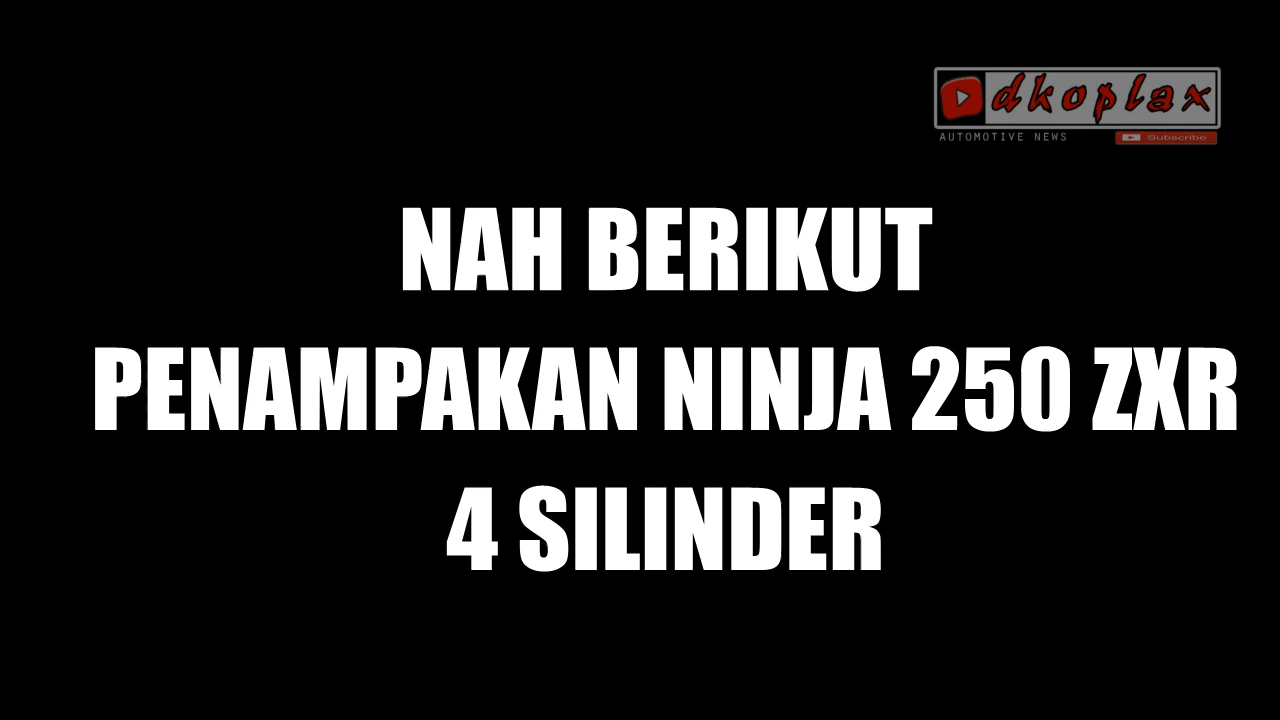 dkoplax
AUTOMOTIVE NEWS
Subscribe
NAH BERIKUT
PENAMPAKAN NINJA 250 ZXR
4 SILINDER